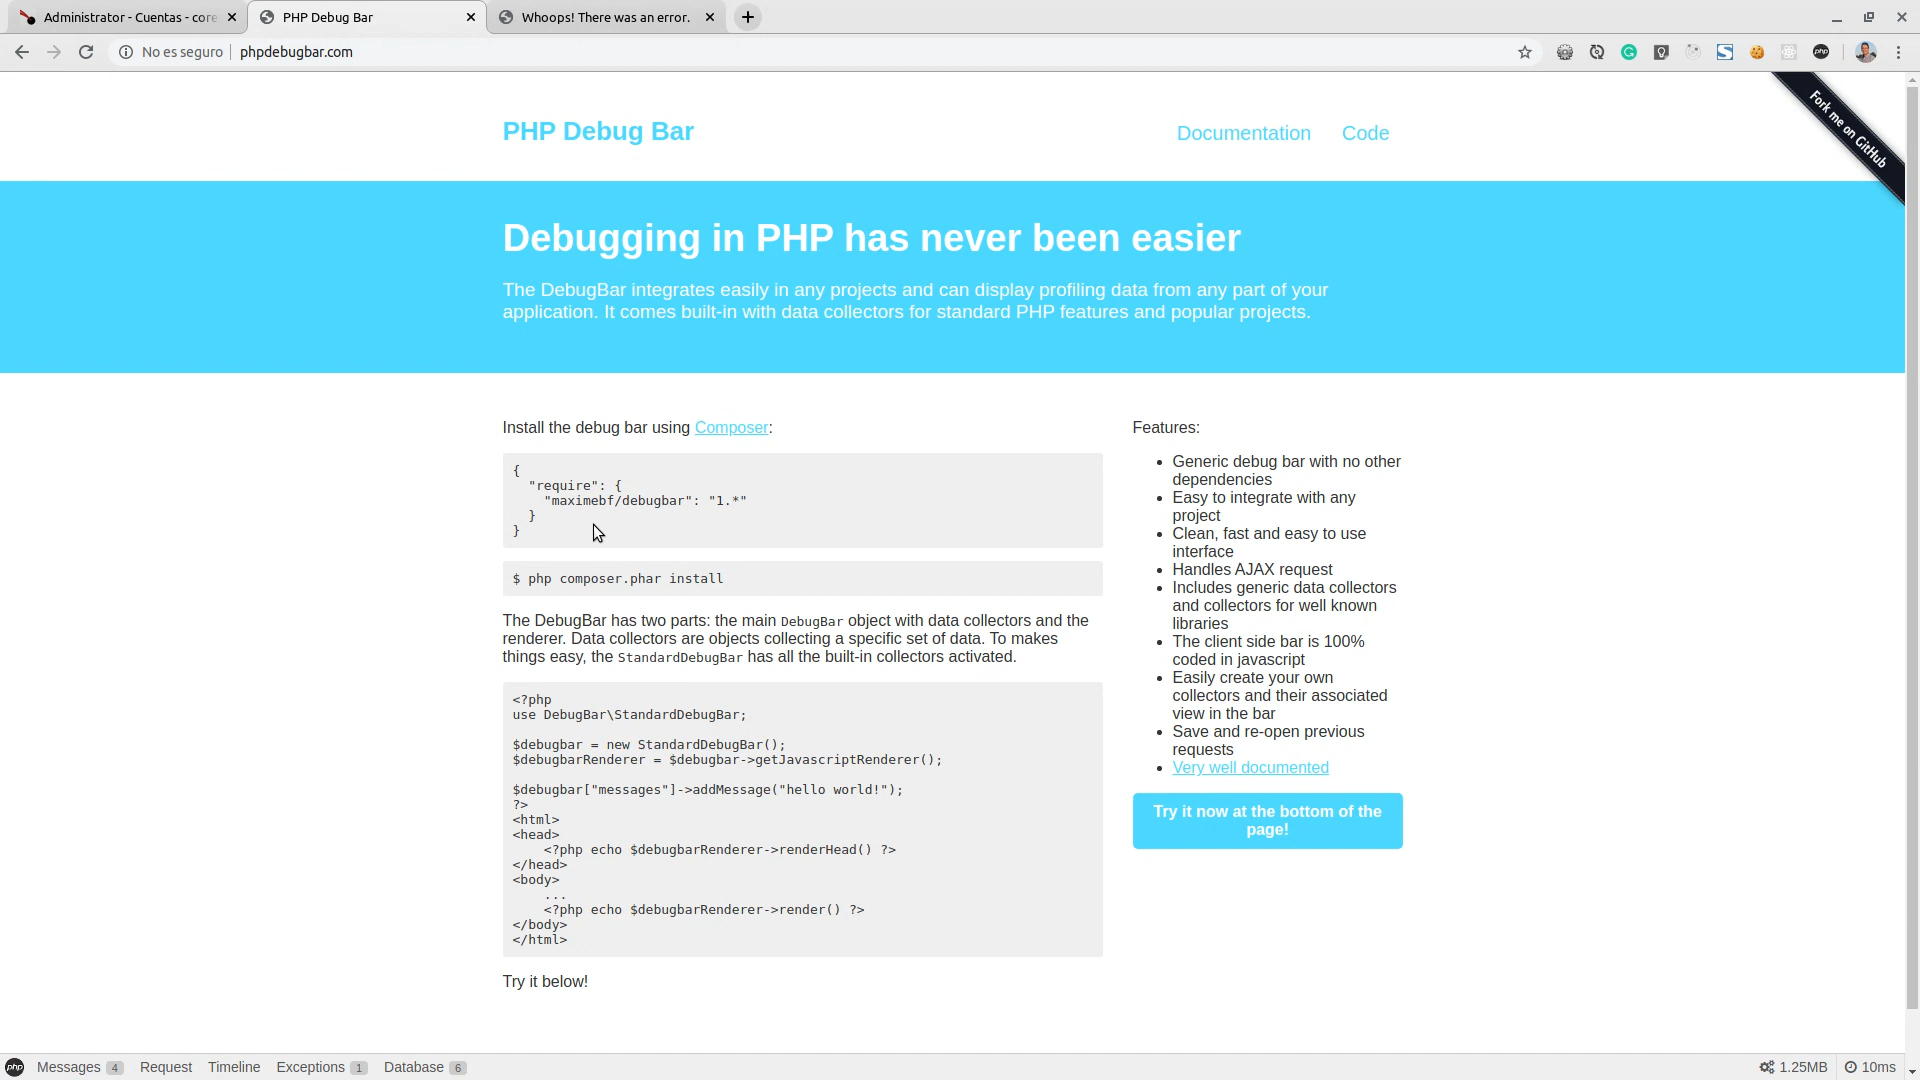 Administrator - Cuentas - core
PHP Debug Bar
Whoops! There was an error.
No es seguro
phpdebugbar.com
Fork me on GitHub
PHP Debug Bar
Documentation
Code
Debugging in PHP has never been easier
The DebugBar integrates easily in any projects and can display profiling data from any part of your
application. It comes built-in with data collectors for standard PHP features and popular projects.
Install the debug bar using Composer:
{
  "require": {
    "maximebf/debugbar": "1.*"
  }
}
$ php composer.phar install
The DebugBar has two parts: the main DebugBar object with data collectors and the
renderer. Data collectors are objects collecting a specific set of data. To makes
things easy, the StandardDebugBar has all the built-in collectors activated.
<?php
use DebugBar\StandardDebugBar;
$debugbar = new StandardDebugBar();
$debugbarRenderer = $debugbar->getJavascriptRenderer();
$debugbar["messages"]->addMessage("hello world!");
?>
<html>
<head>
    <?php echo $debugbarRenderer->renderHead() ?>
</head>
<body>
    ...
    <?php echo $debugbarRenderer->render() ?>
</body>
</html>
Try it below!
Features:
Generic debug bar with no other
dependencies
Easy to integrate with any
project
Clean, fast and easy to use
interface
Handles AJAX request
Includes generic data collectors
and collectors for well known
libraries
The client side bar is 100%
coded in javascript
Easily create your own
collectors and their associated
view in the bar
Save and re-open previous
requests
Very well documented
Try it now at the bottom of the
page!
php Messages 4 Request Timeline Exceptions 1 Database 6 1.25MB 10ms